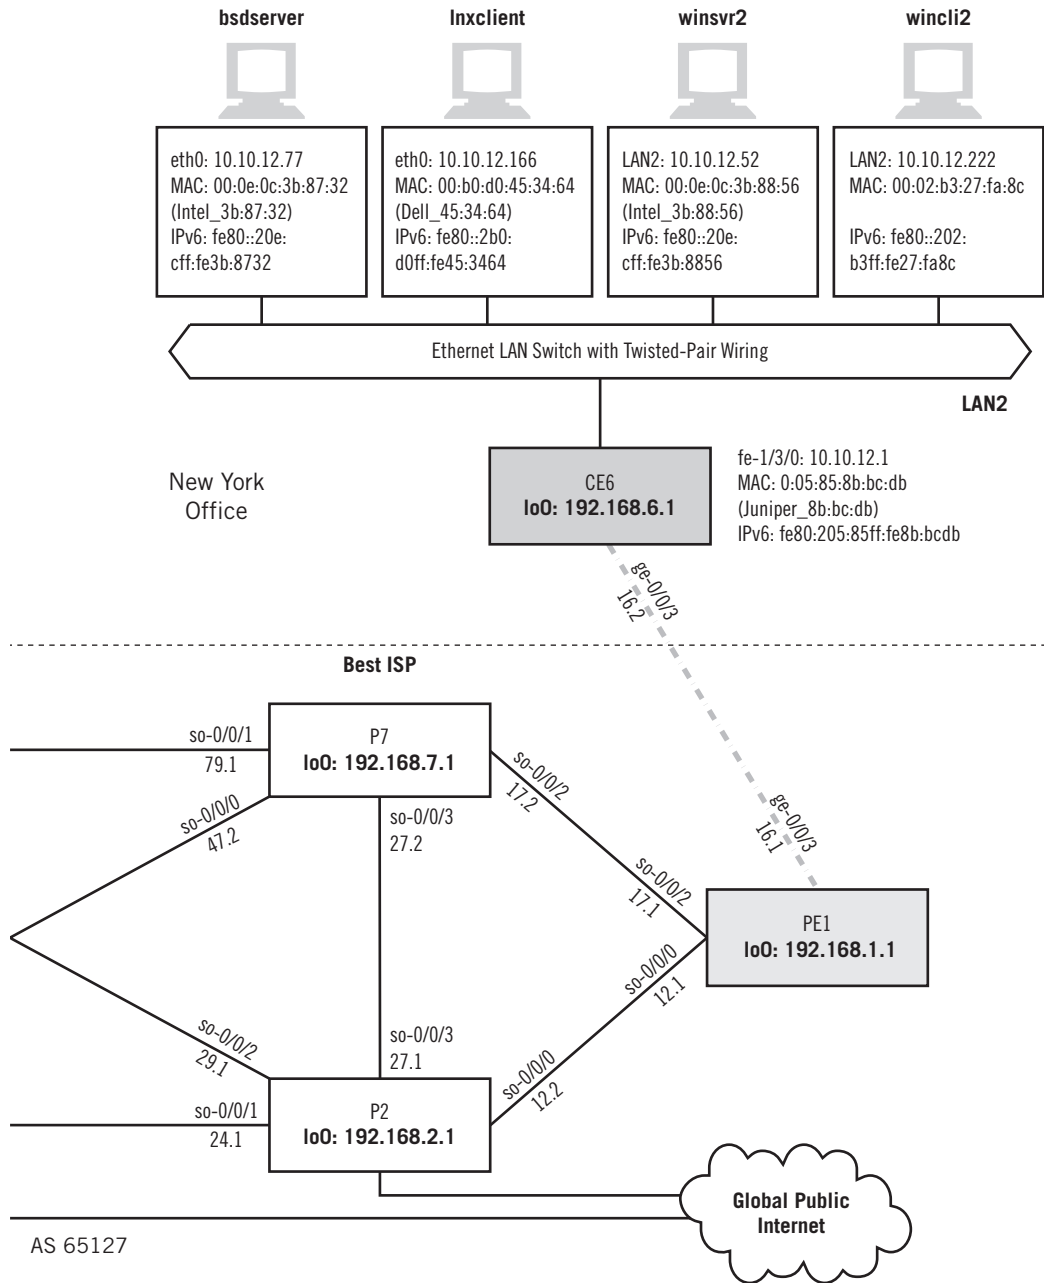 bsdserver
lnxclient
winsvr2
wincli2
eth0: 10.10.12.77
MAC: 00:0e:0c:3b:87:32
(Intel_3b:87:32)
IPv6: fe80::20e:
cff:fe3b:8732
eth0: 10.10.12.166
MAC: 00:b0:d0:45:34:64
(Dell_45:34:64)
IPv6: fe80::2b0:
d0ff:fe45:3464
LAN2: 10.10.12.52
MAC: 00:0e:0c:3b:88:56
(Intel_3b:88:56)
IPv6: fe80::20e:
cff:fe3b:8856
LAN2: 10.10.12.222
MAC: 00:02:b3:27:fa:8c
IPv6: fe80::202:
b3ff:fe27:fa8c
Ethernet LAN Switch with Twisted-Pair Wiring
LAN2
New York
Office
CE6
lo0: 192.168.6.1
fe-1/3/0: 10.10.12.1
MAC: 0:05:85:8b:bc:db
(Juniper_8b:bc:db)
IPv6: fe80:205:85ff:fe8b:bcdb
ge-0/0/3
16.2
Best ISP
so-0/0/1
79.1
P7
lo0: 192.168.7.1
so-0/0/2
17.2
so-0/0/0
47.2
so-0/0/3
27.2
ge-0/0/3
16.1
so-0/0/2
17.1
PE1
lo0: 192.168.1.1
so-0/0/0
12.1
so-0/0/2
29.1
so-0/0/3
27.1
so-0/0/0
12.2
so-0/0/1
24.1
P2
lo0: 192.168.2.1
Global Public
Internet
AS 65127